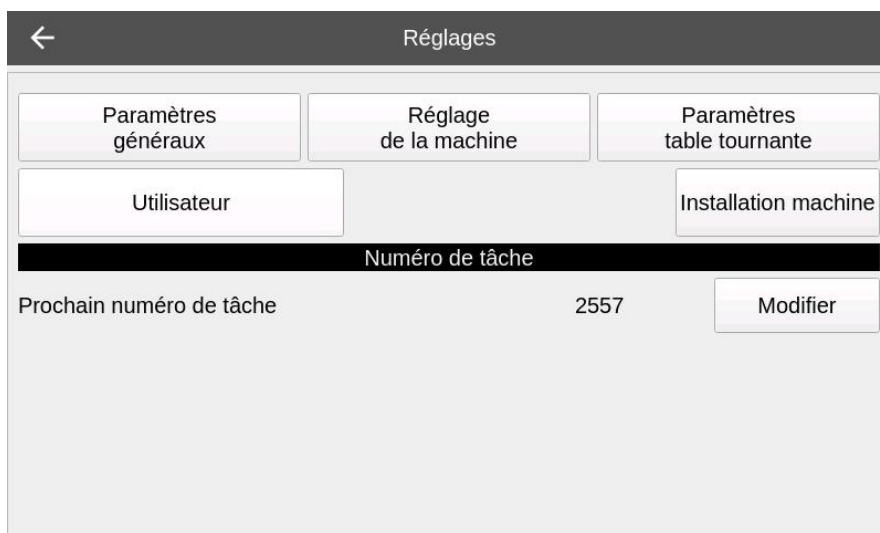 Réglages
Paramètres
généraux
Réglage
de la machine
Paramètres
table tournante
Utilisateur
Installation machine
Numéro de tâche
Prochain numéro de tâche 2557 Modifier